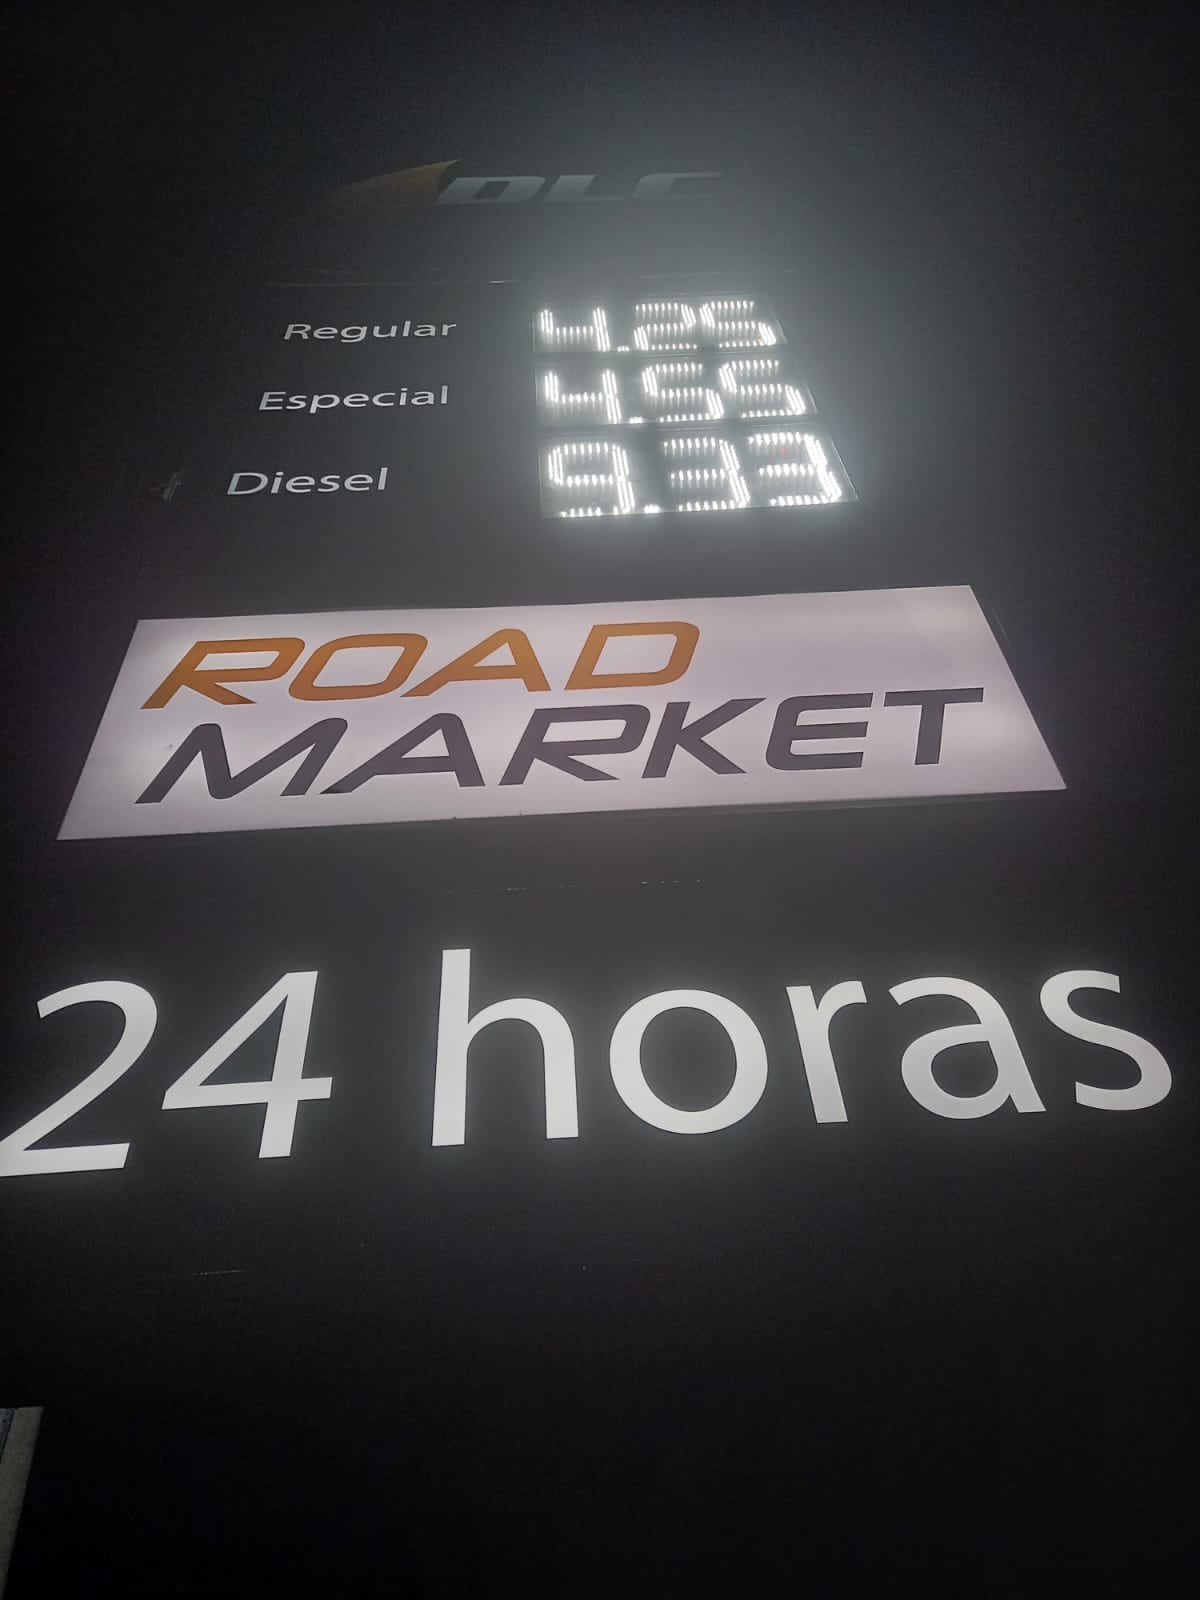 DLC
Regular 4.25
Especial 4.55
Diesel 9.33
ROAD
MARKET
24 horas